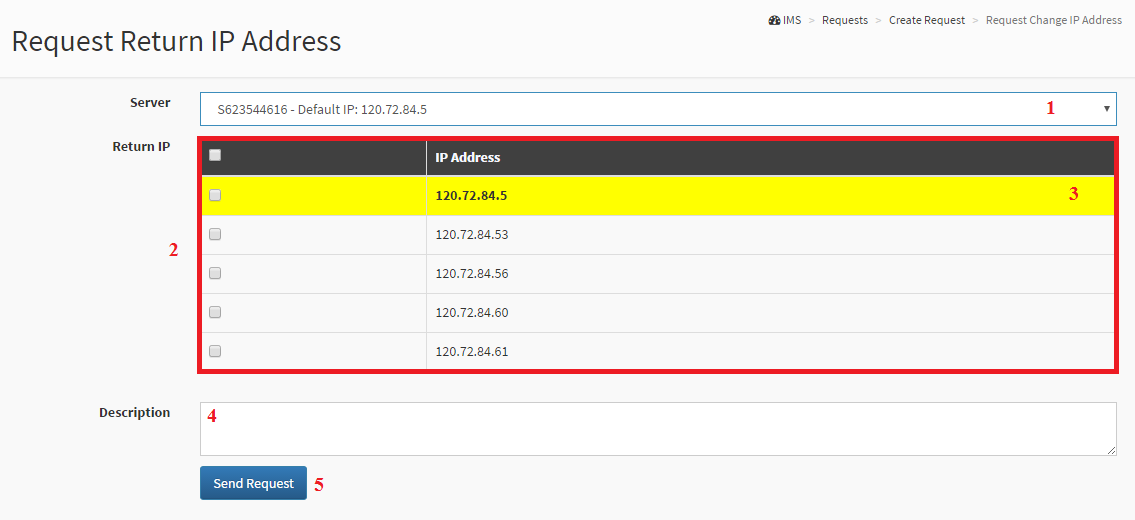 IMS > Requests > Create Request > Request Change IP Address
Request Return IP Address
Server
S623544616 - Default IP: 120.72.84.5
1
Return IP
IP Address
120.72.84.5
3
120.72.84.53
2
120.72.84.56
120.72.84.60
120.72.84.61
Description
4
Send Request
5